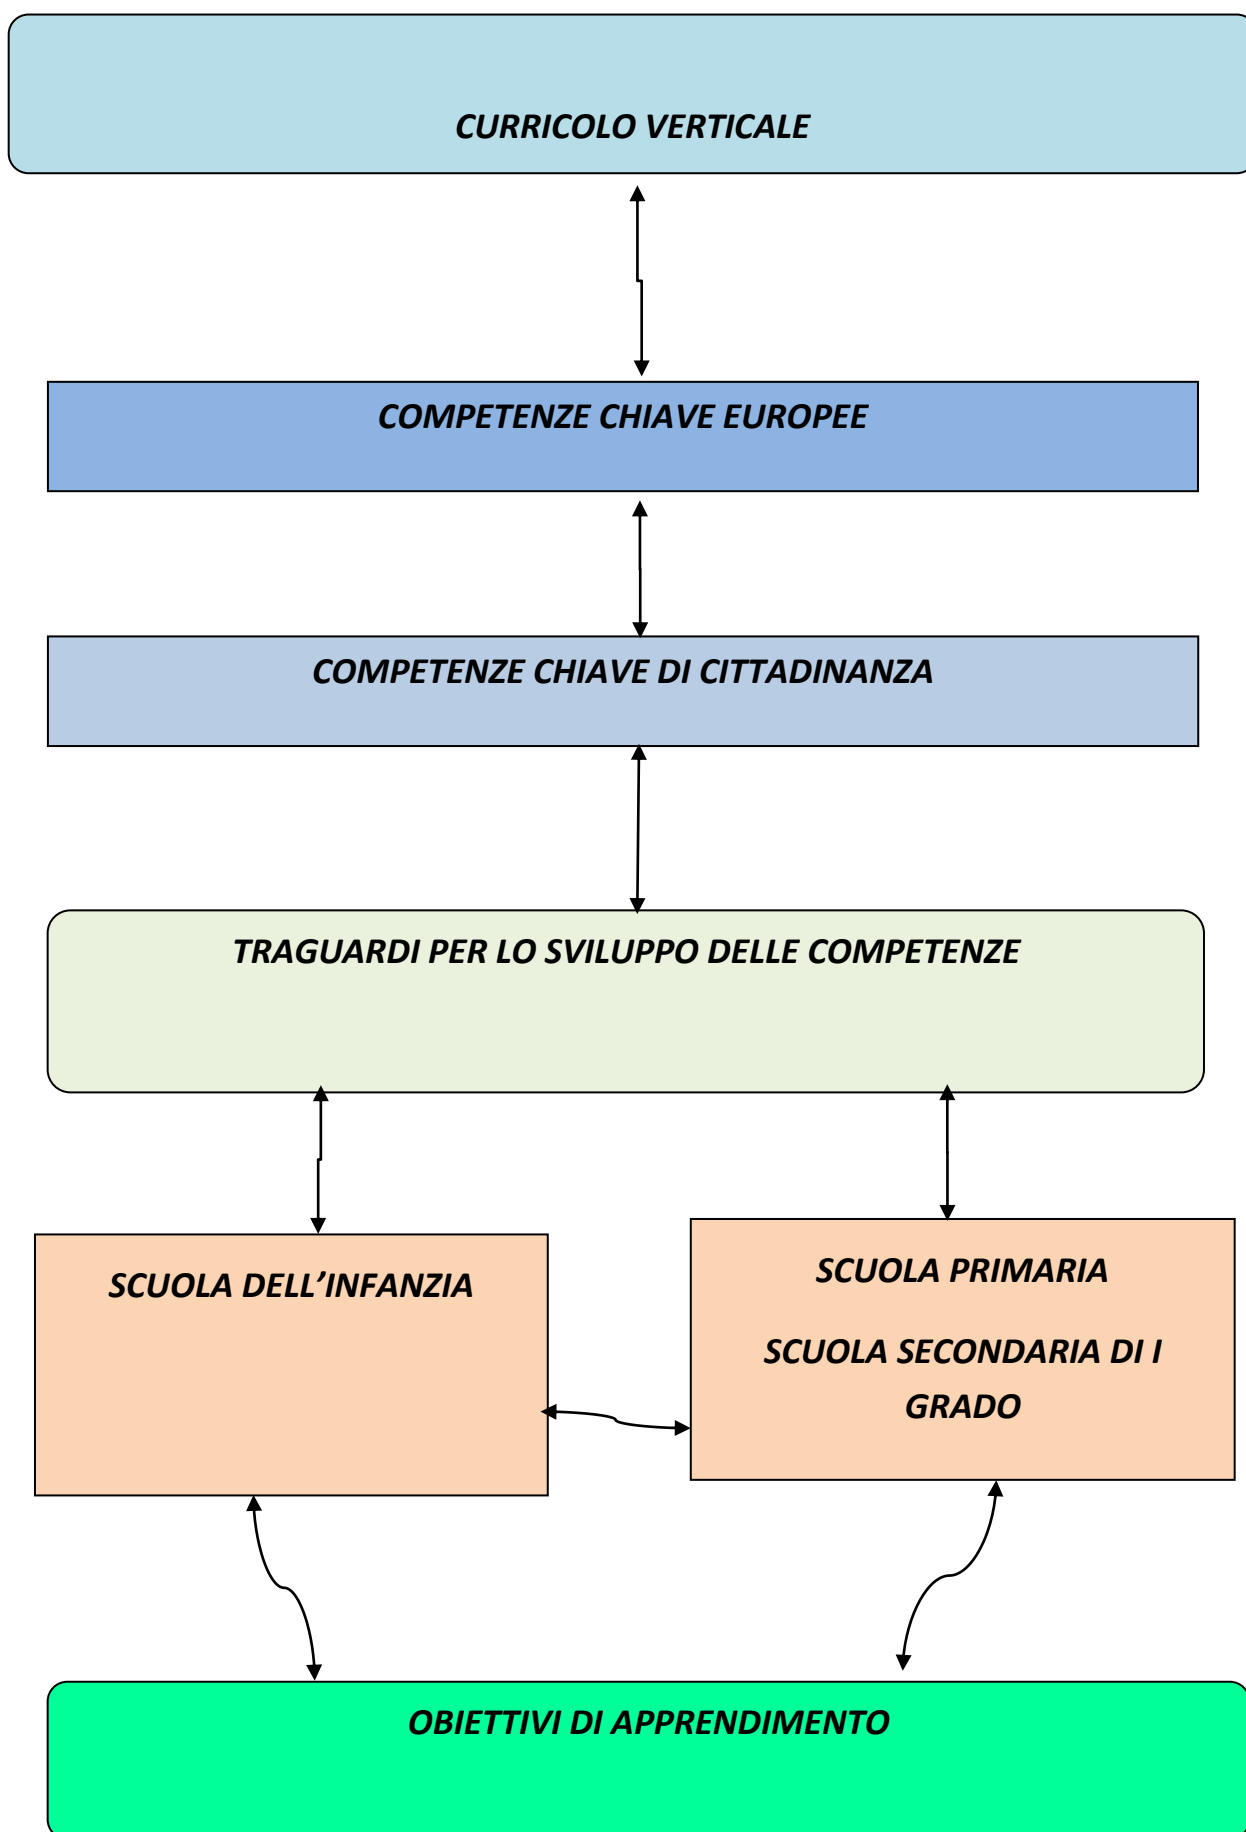 CURRICOLO VERTICALE
COMPETENZE CHIAVE EUROPEE
COMPETENZE CHIAVE DI CITTADINANZA
TRAGUARDI PER LO SVILUPPO DELLE COMPETENZE
SCUOLA DELL’INFANZIA
SCUOLA PRIMARIA
SCUOLA SECONDARIA DI I
GRADO
OBIETTIVI DI APPRENDIMENTO